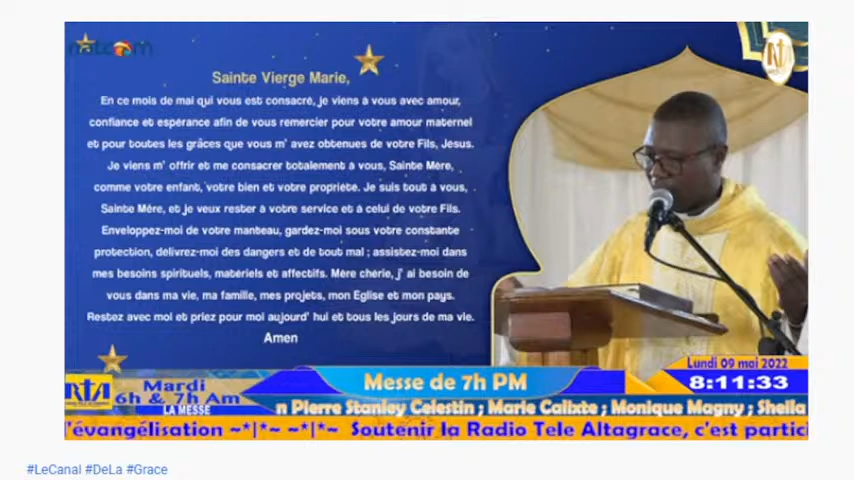 natcom
RTA
Sainte Vierge Marie,
En ce mois de mai qui vous est consacré, je viens à vous avec amour,
confiance et espérance afin de vous remercier pour votre amour maternel
et pour toutes les grâces que vous m' avez obtenues de votre Fils, Jesus.
Je viens m' offrir et me consacrer totalement à vous, Sainte Mère,
comme votre enfant, votre bien et votre propriété. Je suis tout à vous,
Sainte Mère, et je veux rester à votre service et à celui de votre Fils.
Enveloppez-moi de votre manteau, gardez-moi sous votre constante
protection, délivrez-moi des dangers et de tout mal ; assistez-moi dans
mes besoins spirituels, matériels et affectifs. Mère chérie, j' ai besoin de
vous dans ma vie, ma famille, mes projets, mon Eglise et mon pays.
Restez avec moi et priez pour moi aujourd' hui et tous les jours de ma vie.
Amen
Lundi 09 mai 2022
8:11:33
RTA
Mardi
6h & 7h Am
LA MESSE
Messe de 7h PM
n Pierre Stanley Celestin ; Marie Calixte ; Monique Magny ; Sheila
l'évangélisation ~*|*~ ~*|*~ Soutenir la Radio Tele Altagrace, c'est partici
#LeCanal #DeLa #Grace